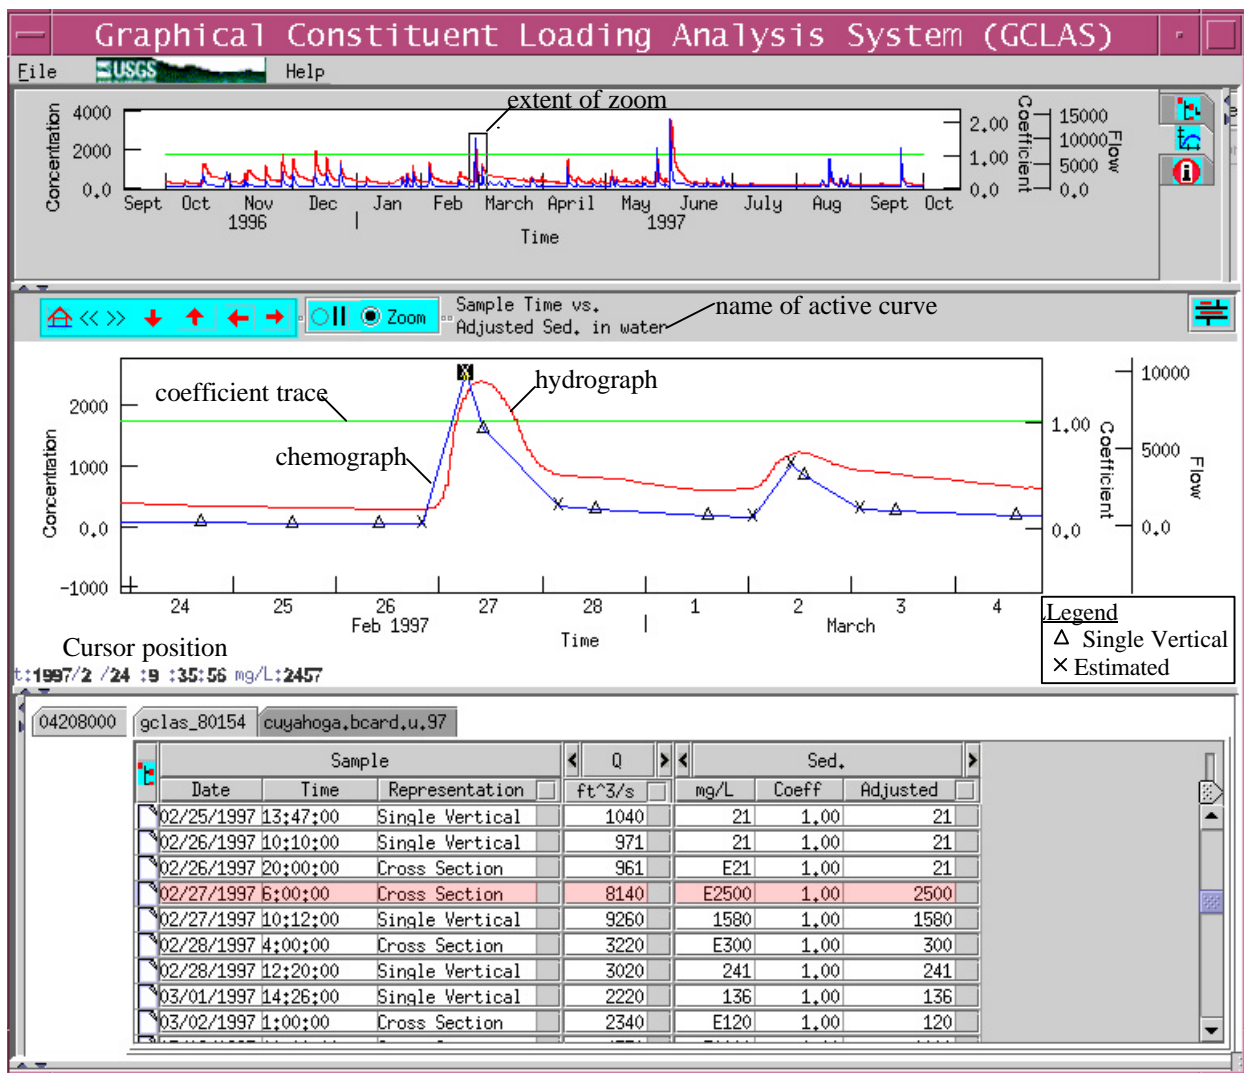 Graphical Constituent Loading Analysis System (GCLAS)
File USGS Help
extent of zoom
Concentration
4000
2000
0.0
2.00
1.00
0.0
Coefficient
15000
10000
5000
0.0
Flow
Sept Oct Nov Dec Jan Feb March April May June July Aug Sept Oct
1996 1997
Time
<< >> Zoom
Sample Time vs.
Adjusted Sed. in water
name of active curve
coefficient trace
hydrograph
chemograph
Concentration
2000
1000
0.0
-1000
1.00
0.0
Coefficient
10000
5000
0.0
Flow
24 25 26 27 28 1 2 3 4
Feb 1997 March
Time
Legend
Single Vertical
Estimated
Cursor position
t:1997/2 /24 :9 :35:56 mg/L:2457
04208000 gclas_80154 cuyahoga.bcard.u.97
Sample < Q > < Sed. >
Date Time Representation ft^3/s mg/L Coeff Adjusted
02/25/1997 13:47:00 Single Vertical 1040 21 1.00 21
02/26/1997 10:10:00 Single Vertical 971 21 1.00 21
02/26/1997 20:00:00 Cross Section 961 E21 1.00 21
02/27/1997 6:00:00 Cross Section 8140 E2500 1.00 2500
02/27/1997 10:12:00 Single Vertical 9260 1580 1.00 1580
02/28/1997 4:00:00 Cross Section 3220 E300 1.00 300
02/28/1997 12:20:00 Single Vertical 3020 241 1.00 241
03/01/1997 14:26:00 Single Vertical 2220 136 1.00 136
03/02/1997 1:00:00 Cross Section 2340 E120 1.00 120